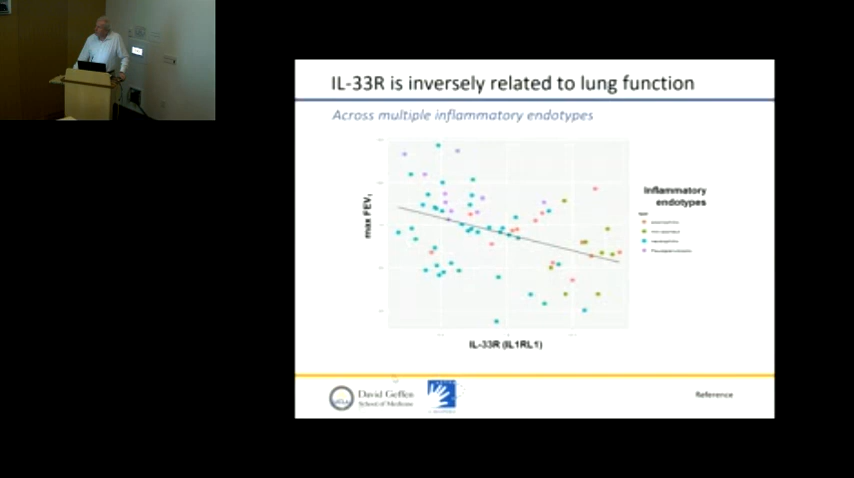 IL-33R is inversely related to lung function
Across multiple inflammatory endotypes
max FEV₁
Inflammatory
endotypes
IL-33R (IL1RL1)
UCLA
David Geffen
School of Medicine
Reference